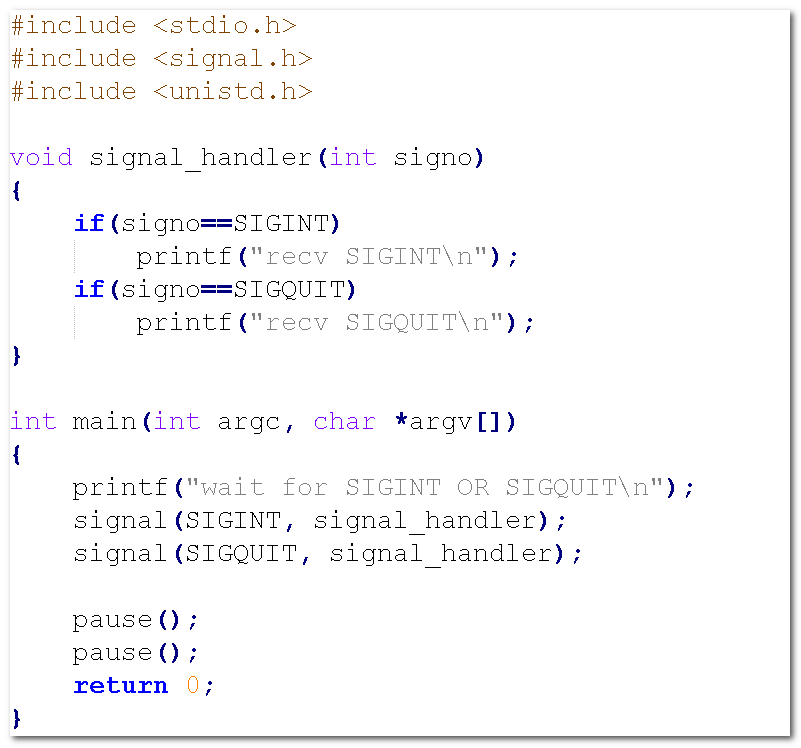 #include <stdio.h>
#include <signal.h>
#include <unistd.h>

void signal_handler(int signo)
{
    if(signo==SIGINT)
        printf("recv SIGINT\n");
    if(signo==SIGQUIT)
        printf("recv SIGQUIT\n");
}

int main(int argc, char *argv[])
{
    printf("wait for SIGINT OR SIGQUIT\n");
    signal(SIGINT, signal_handler);
    signal(SIGQUIT, signal_handler);

    pause();
    pause();
    return 0;
}